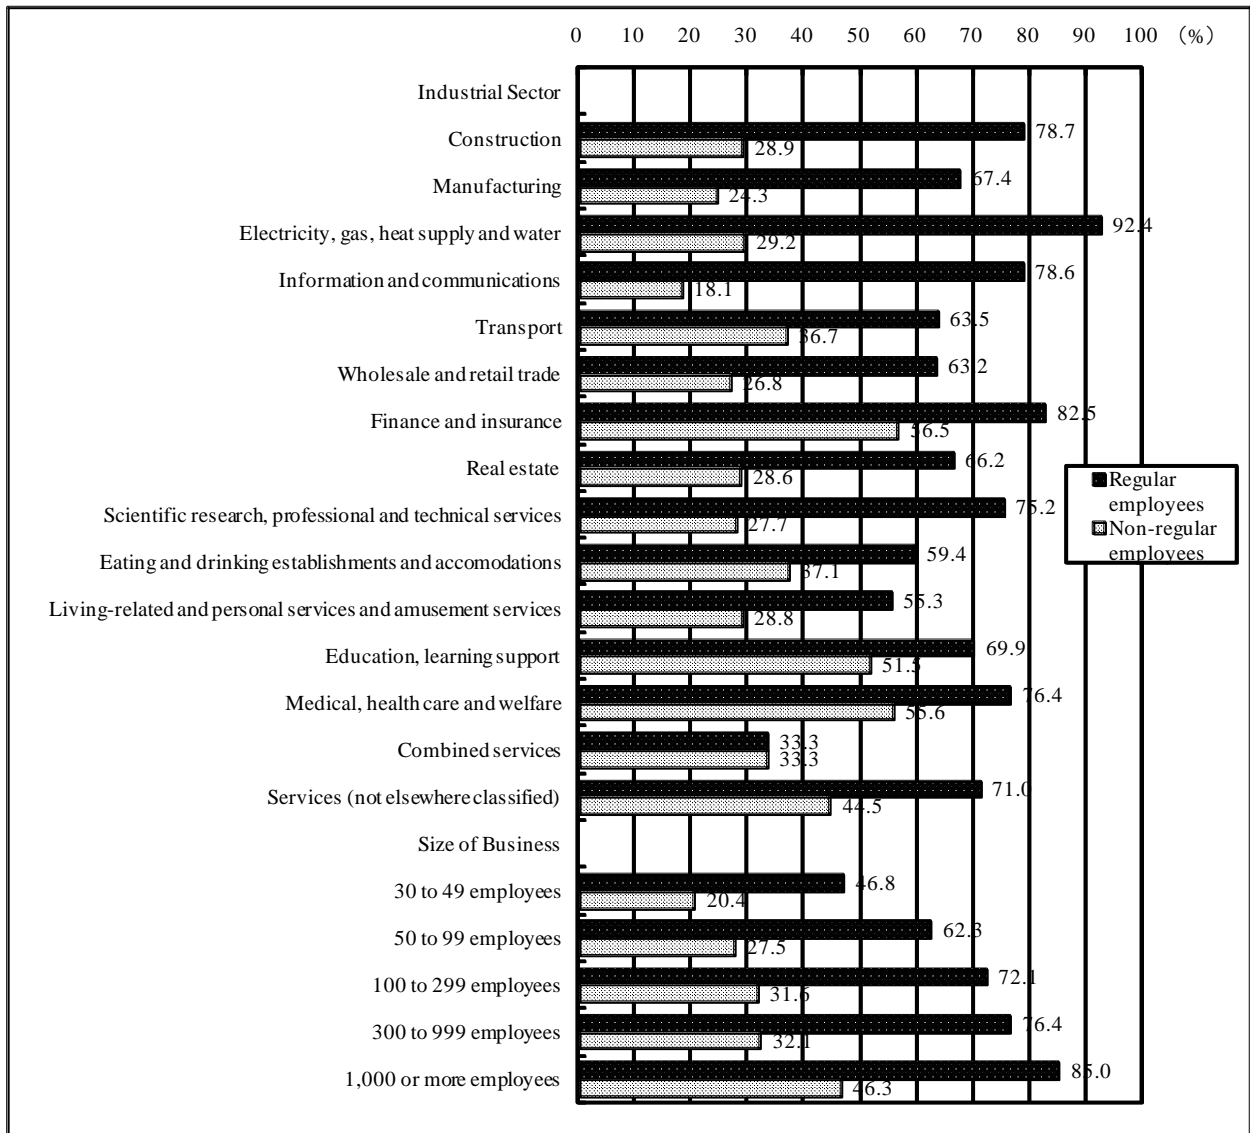 0 10 20 30 40 50 60 70 80 90 100 (%)
Industrial Sector
Construction 78.7
28.9
Manufacturing 67.4
24.3
Electricity, gas, heat supply and water 92.4
29.2
Information and communications 78.6
18.1
Transport 63.5
36.7
Wholesale and retail trade 63.2
26.8
Finance and insurance 82.5
56.5
Real estate 66.2
28.6
Scientific research, professional and technical services 75.2
27.7
Eating and drinking establishments and accomodations 59.4
37.1
Living-related and personal services and amusement services 55.3
28.8
Education, learning support 69.9
51.5
Medical, health care and welfare 76.4
55.6
Combined services 33.3
33.3
Services (not elsewhere classified) 71.0
44.5
Size of Business
30 to 49 employees 46.8
20.4
50 to 99 employees 62.3
27.5
100 to 299 employees 72.1
31.6
300 to 999 employees 76.4
32.1
1,000 or more employees 85.0
46.3
Regular
employees
Non-regular
employees